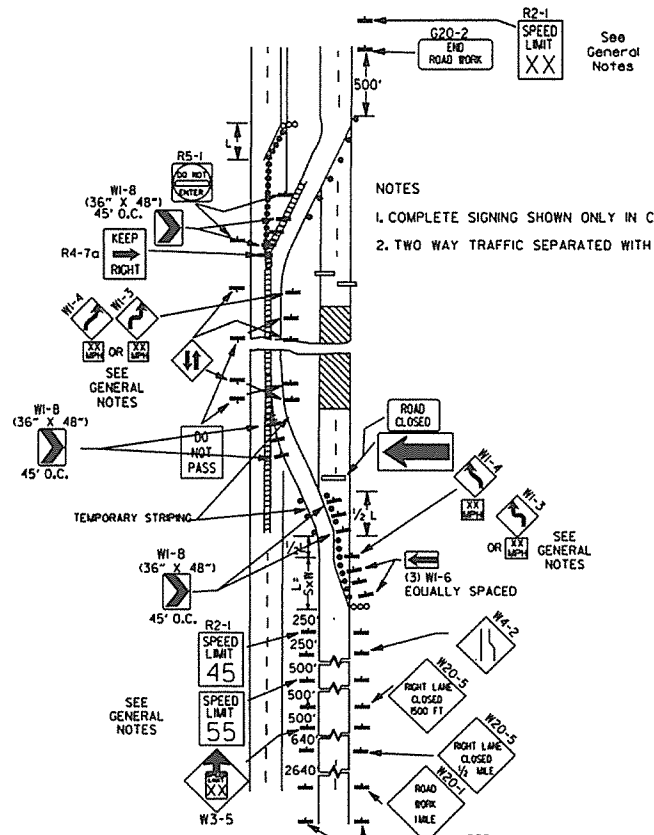 R2-1
SPEED
LIMIT
XX
See
General
Notes
G20-2
END
ROAD WORK
500'
L
R5-1
DO NOT
ENTER
W1-8
(36" X 48")
45' O.C.
KEEP
RIGHT
R4-7a
NOTES
1. COMPLETE SIGNING SHOWN ONLY IN C
2. TWO WAY TRAFFIC SEPARATED WITH
W1-4
W1-3
XX
MPH
OR
XX
MPH
SEE
GENERAL
NOTES
W1-8
(36" X 48")
45' O.C.
DO
NOT
PASS
ROAD
CLOSED
W1-4
XX
MPH
W1-3
OR
XX
MPH
SEE
GENERAL
NOTES
TEMPORARY STRIPING
1/2 L
1/2 L
L=
SxW
W1-8
(36" X 48")
45' O.C.
(3) W1-6
EQUALLY SPACED
R2-1
SPEED
LIMIT
45
250'
250'
500'
500'
500'
640'
2640'
W4-2
SEE
GENERAL
NOTES
SPEED
LIMIT
55
W20-5
RIGHT LANE
CLOSED
1500 FT
W20-5
RIGHT LANE
CLOSED
1/2 MILE
XX
W3-5
W20-1
ROAD
WORK
1 MILE